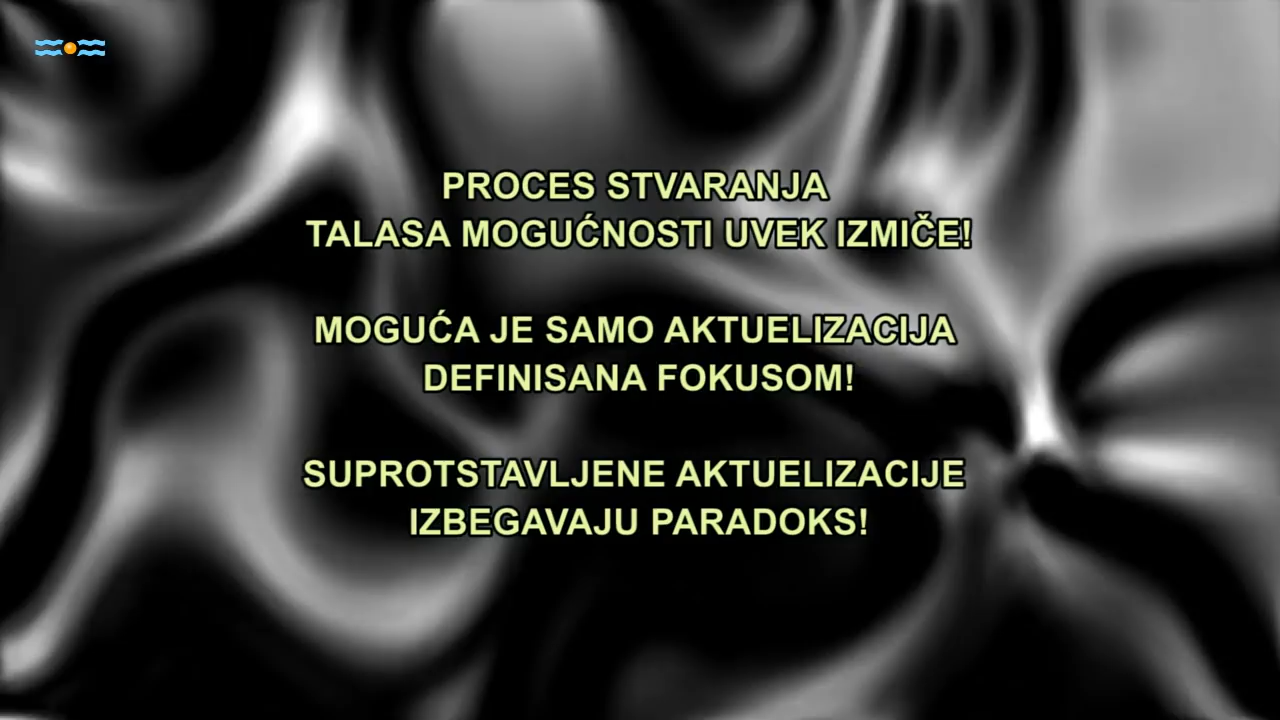 PROCES STVARANJA
TALASA MOGUĆNOSTI UVEK IZMIČE!
MOGUĆA JE SAMO AKTUELIZACIJA
DEFINISANA FOKUSOM!
SUPROTSTAVLJENE AKTUELIZACIJE
IZBEGAVAJU PARADOKS!